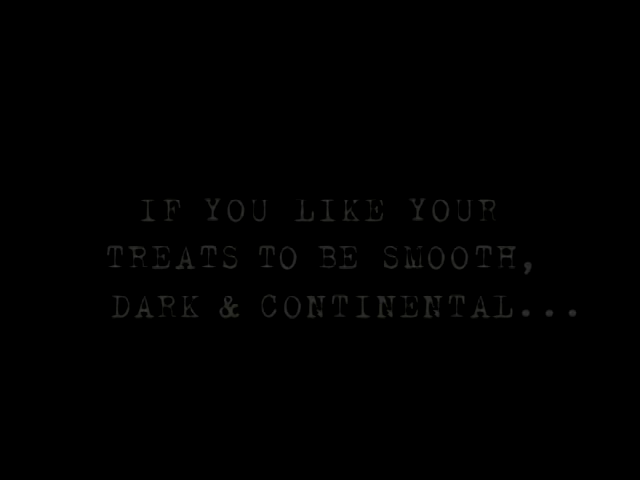 IF YOU LIKE YOUR
TREATS TO BE SMOOTH,
DARK & CONTINENTAL...